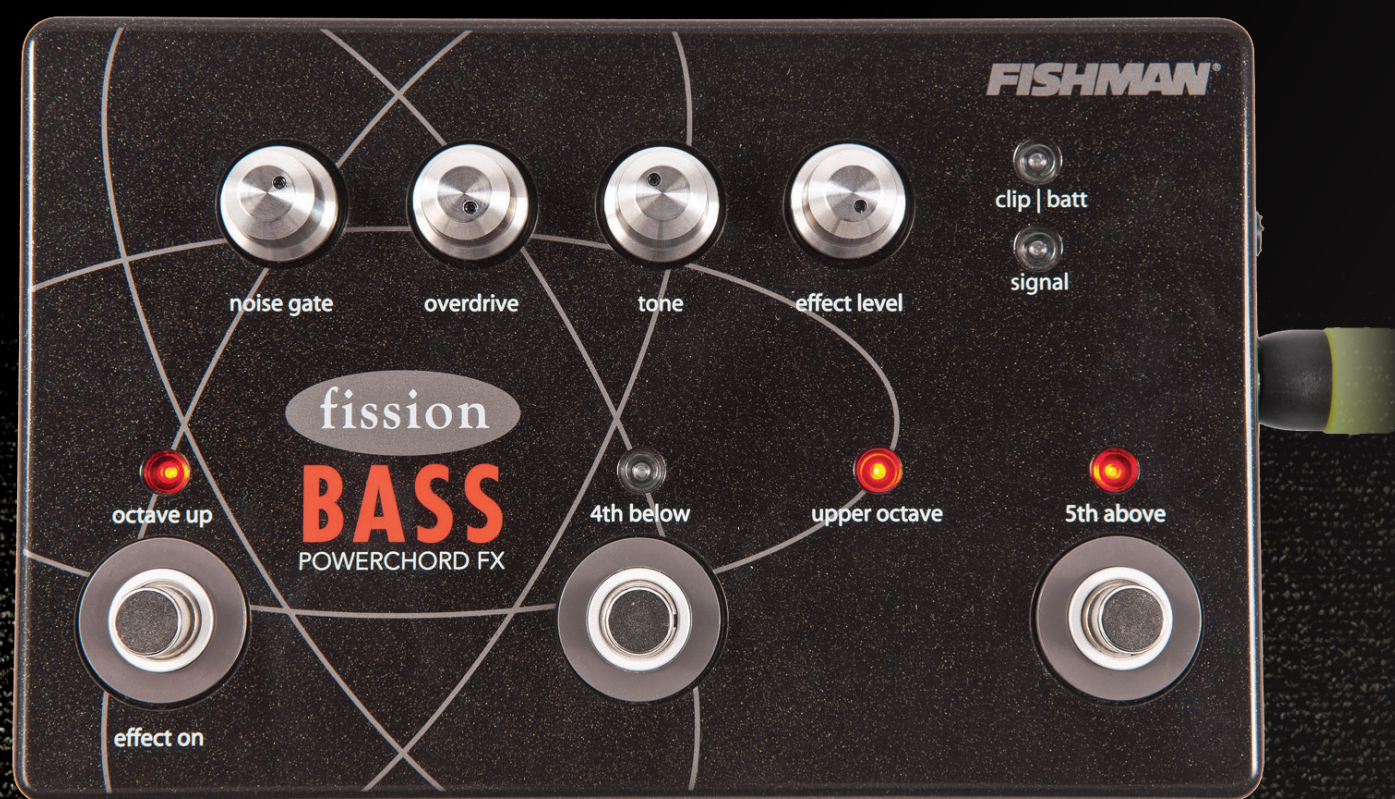 FISHMAN®
clip | batt
signal
noise gate
overdrive
tone
effect level
fission
BASS
POWERCHORD FX
octave up
4th below
upper octave
5th above
effect on